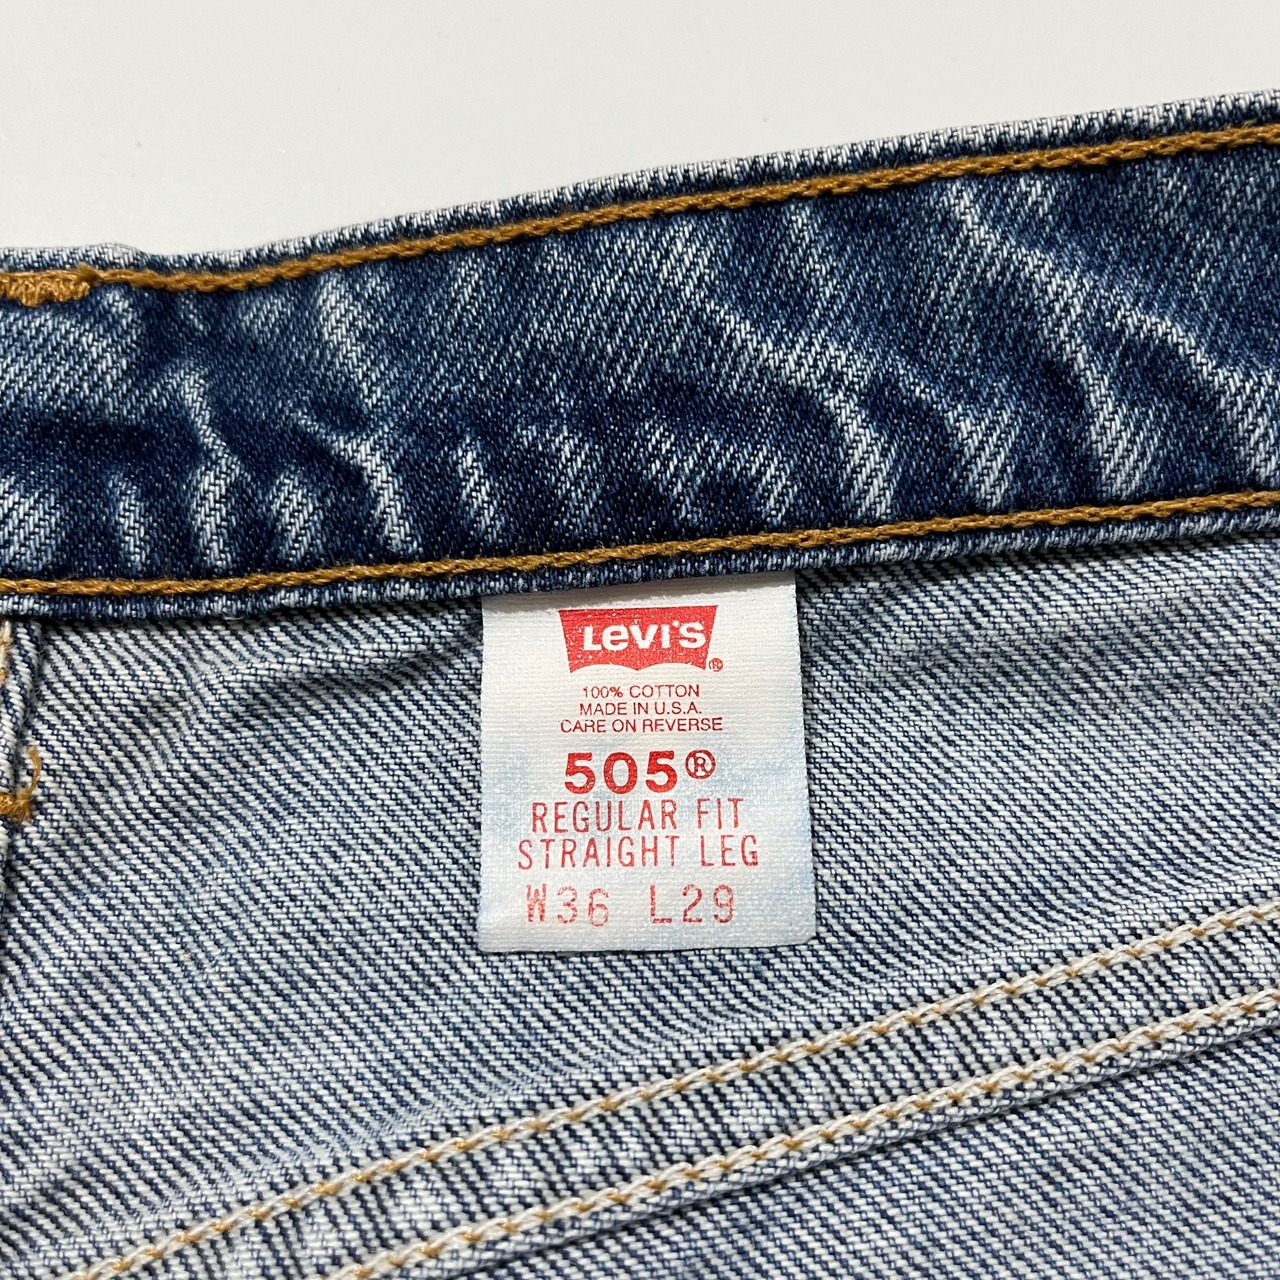 Levi's®
100% COTTON
MADE IN U.S.A.
CARE ON REVERSE
505®
REGULAR FIT
STRAIGHT LEG
W36 L29